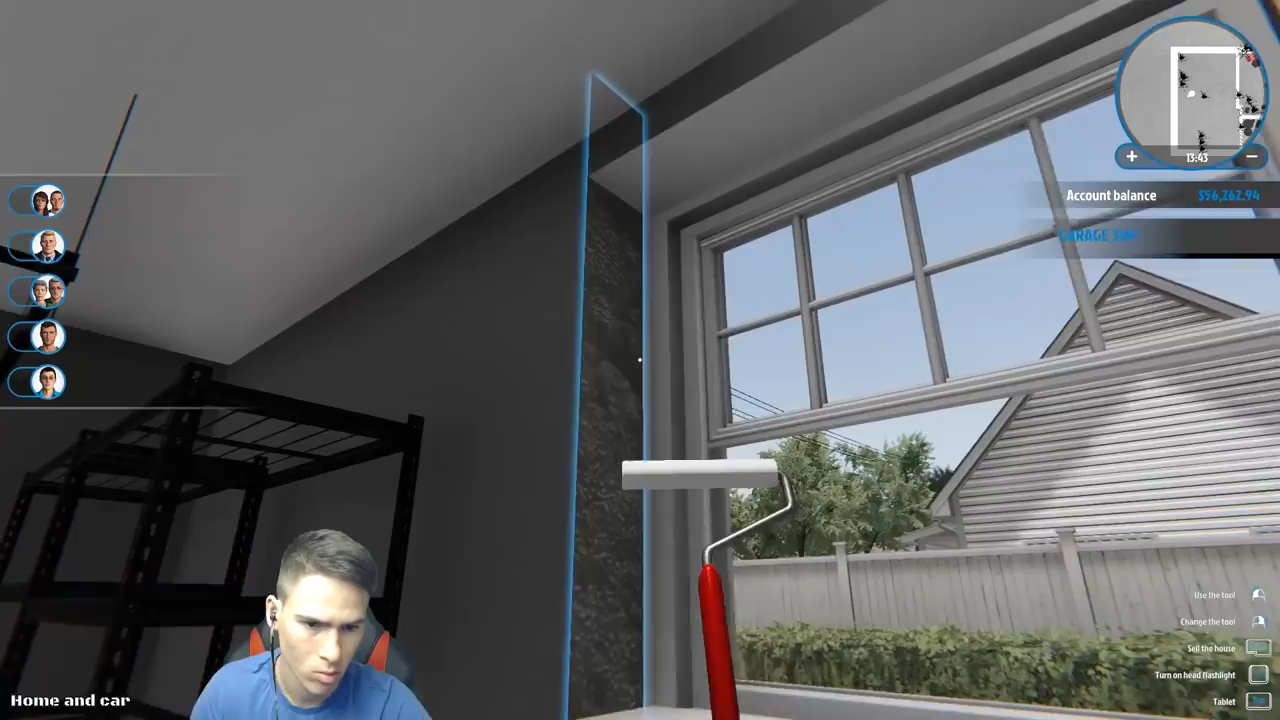 13:43
Account balance $56,262.94
Use the tool
Change the tool
Sell the house
Turn on head flashlight
Tablet
Home and car